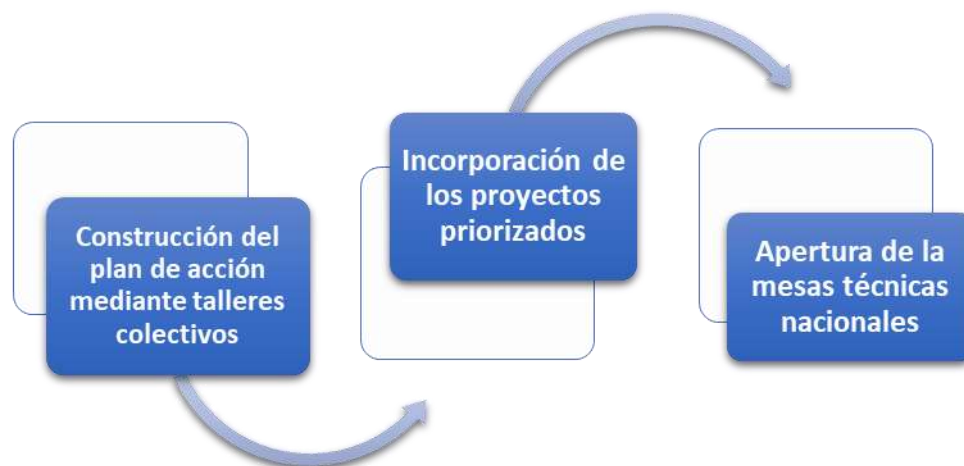 Construcción del
plan de acción
mediante talleres
colectivos
Incorporación de
los proyectos
priorizados
Apertura de la
mesas técnicas
nacionales